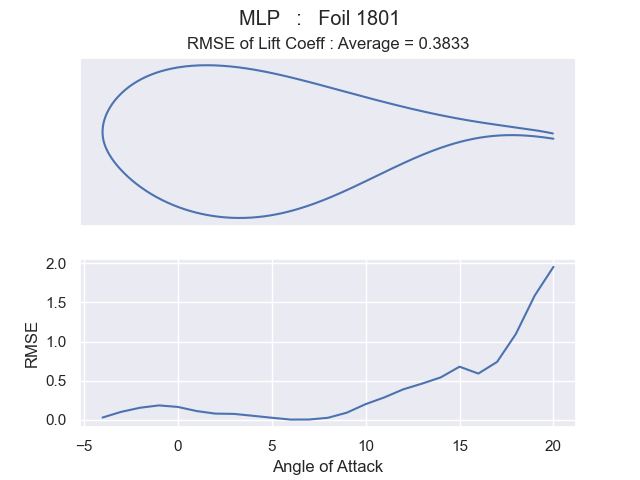 MLP   :   Foil 1801
RMSE of Lift Coeff : Average = 0.3833
2.0
1.5
1.0
0.5
0.0
RMSE
−5 0 5 10 15 20
Angle of Attack